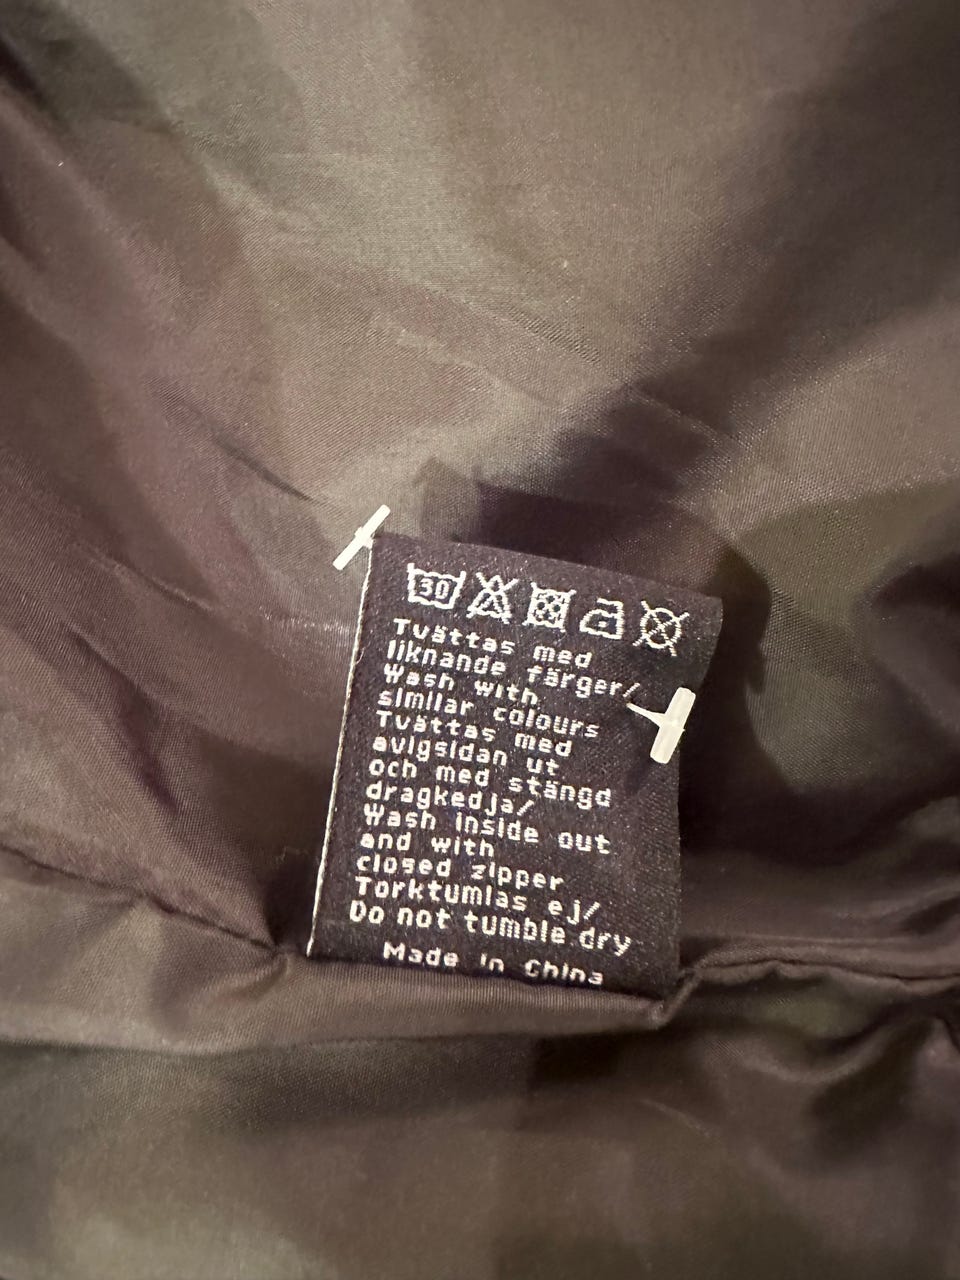 30
Tvättas med
liknande färger/
Wash with
similar colours
Tvättas med
avigsidan ut
och med stängd
dragkedja/
Wash inside out
and with
closed zipper
Torktumlas ej/
Do not tumble dry
Made in China